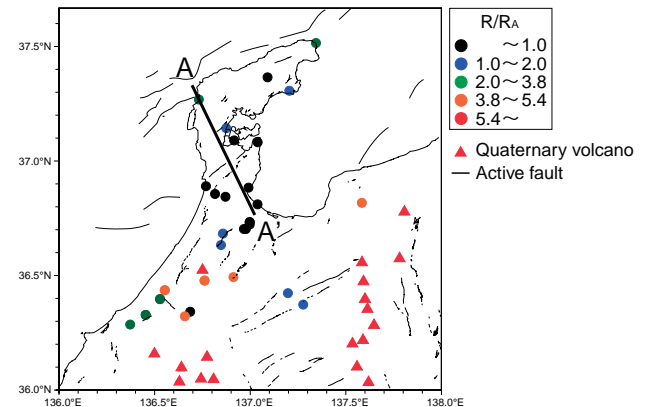 R/RA
～1.0
1.0～2.0
2.0～3.8
3.8～5.4
5.4～
Quaternary volcano
Active fault
A
A'
37.5°N
37.0°N
36.5°N
36.0°N
136.0°E 136.5°E 137.0°E 137.5°E 138.0°E